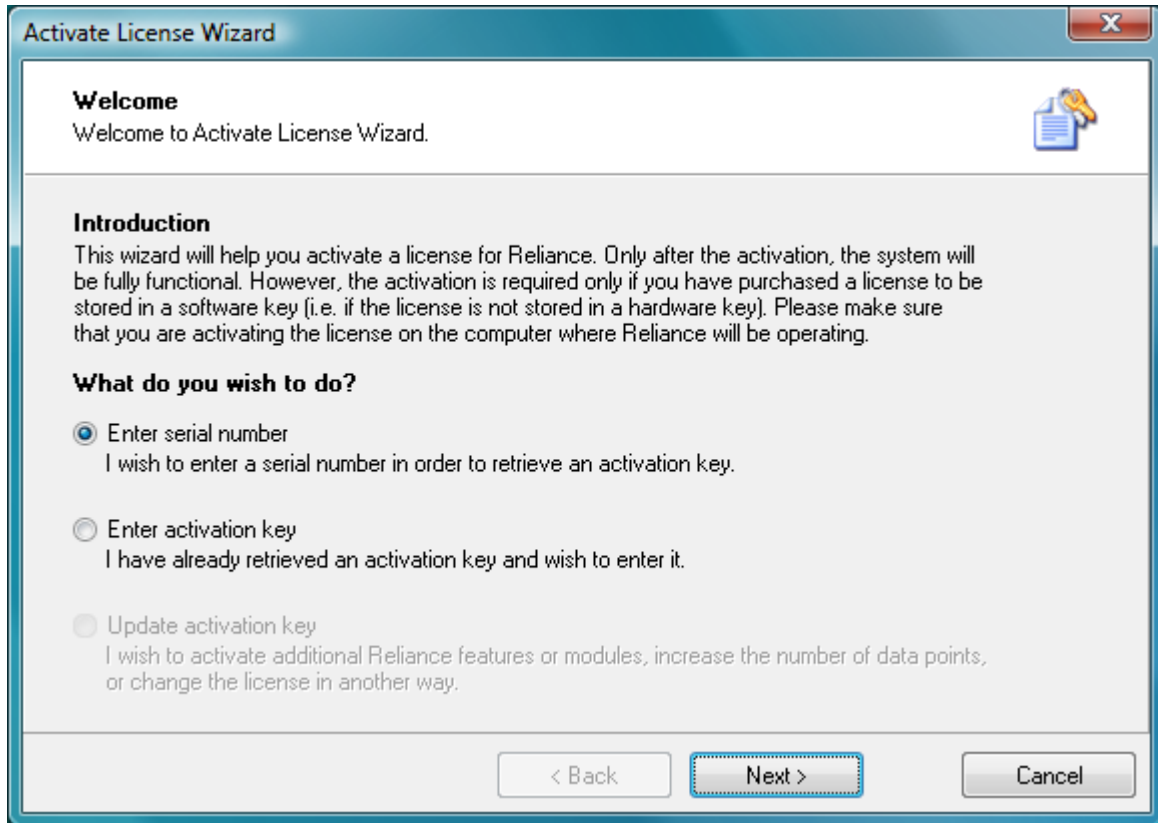 Activate License Wizard
Welcome
Welcome to Activate License Wizard.
Introduction
This wizard will help you activate a license for Reliance. Only after the activation, the system will
be fully functional. However, the activation is required only if you have purchased a license to be
stored in a software key (i.e. if the license is not stored in a hardware key). Please make sure
that you are activating the license on the computer where Reliance will be operating.
What do you wish to do?
Enter serial number
I wish to enter a serial number in order to retrieve an activation key.
Enter activation key
I have already retrieved an activation key and wish to enter it.
Update activation key
I wish to activate additional Reliance features or modules, increase the number of data points,
or change the license in another way.
< Back Next > Cancel